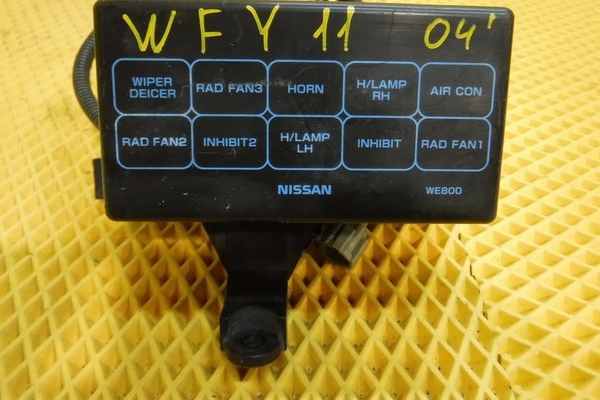 WFY 11 04'
WIPER DEICER
RAD FAN3
HORN
H/LAMP RH
AIR CON
RAD FAN2
INHIBIT2
H/LAMP LH
INHIBIT
RAD FAN1
NISSAN WE800